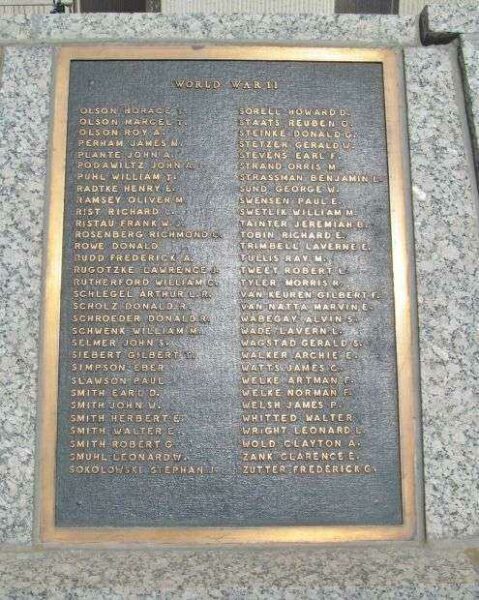 WORLD WAR II
OLSON HORACE T.
OLSON MARCEL T.
OLSON ROY A.
PERHAM JAMES M.
PLANTE JOHN A.
PODAWILTZ JOHN A.
PUHL WILLIAM T.
RADTKE HENRY E.
RAMSEY OLIVER M.
RIST RICHARD C.
RISTAU FRANK W.
ROSENBERG RICHMOND C.
ROWE DONALD
RUDD FREDERICK A.
RUGOTZKE LAWRENCE J.
RUTHERFORD WILLIAM C.
SCHLEGEL ARTHUR L. R.
SCHOLZ DONALD R.
SCHROEDER DONALD R.
SCHWENK WILLIAM M.
SELMER JOHN S.
SIEBERT GILBERT
SIMPSON EBER
SLAWSON PAUL
SMITH EARL D.
SMITH JOHN W.
SMITH HERBERT E.
SMITH WALTER E.
SMITH ROBERT G.
SMUHL LEONARD W.
SOKOLOWSKI STEPHAN J.
SORELL HOWARD D.
STAATS REUBEN C.
STEINKE DONALD G.
STETZER GERALD W.
STEVENS EARL F.
STRAND ORRIS M.
STRASSMAN BENJAMIN L.
SUND GEORGE W.
SWENSEN PAUL E.
SWETLIK WILLIAM M.
TAINTER JEREMIAH B.
TOBIN RICHARD E.
TRIMBELL LAVERNE E.
TULLIS RAY M.
TWEET ROBERT L.
TYLER MORRIS H.
VAN KEUREN GILBERT F.
VAN NATTA MARVIN E.
WABEGAY ALVIN S.
WADE LAVERN L.
WAGSTAD GERALD S.
WALKER ARCHIE E.
WATTS JAMES C.
WELKE ARTMAN F.
WELKE NORMAN F.
WELSH JAMES P.
WHITTED WALTER
WRIGHT LEONARD L.
WOLD CLAYTON A.
ZANK CLARENCE E.
ZUTTER FREDERICK G.